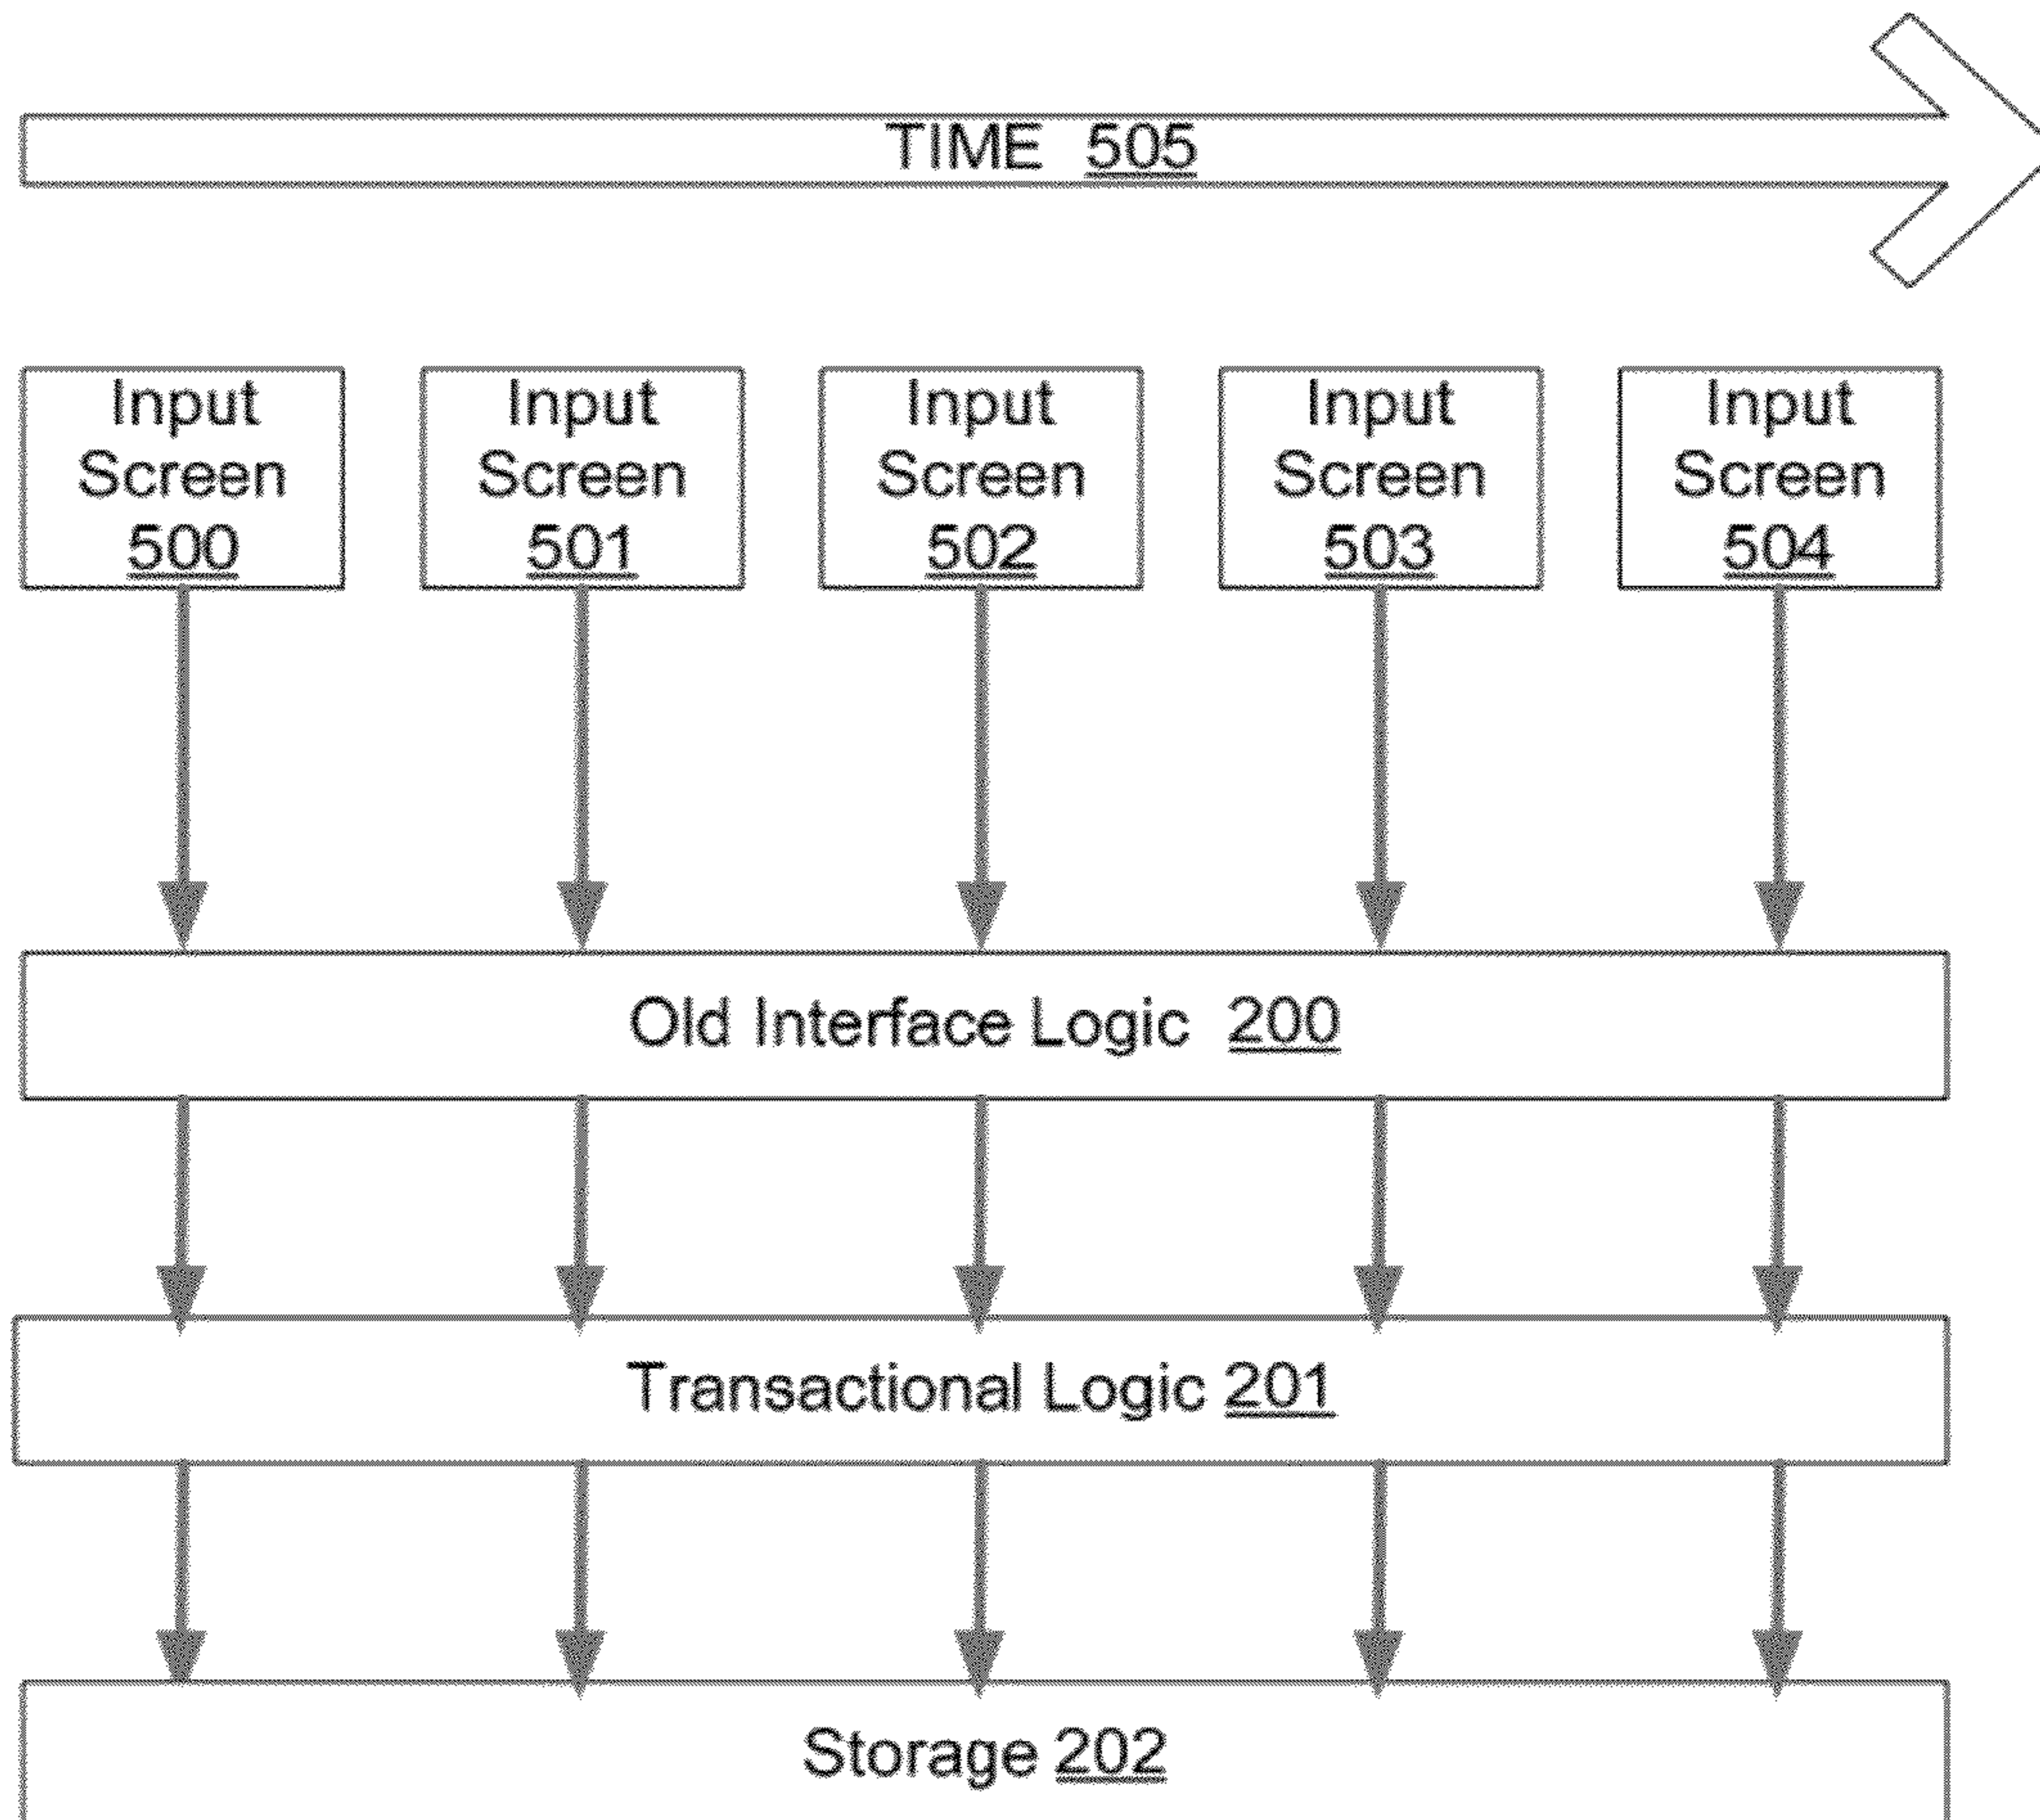 TIME 505
Input
Screen
500
Input
Screen
501
Input
Screen
502
Input
Screen
503
Input
Screen
504
Old Interface Logic 200
Transactional Logic 201
Storage 202